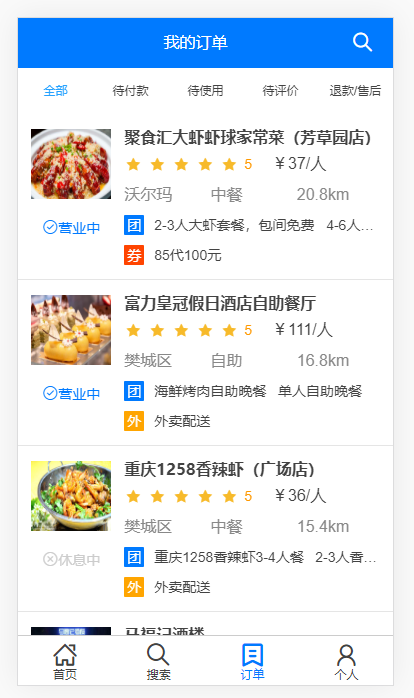 我的订单
全部 待付款 待使用 待评价 退款/售后
聚食汇大虾虾球家常菜（芳草园店）
5 ￥37/人
沃尔玛 中餐 20.8km
营业中 团 2-3人大虾套餐，包间免费 4-6人...
券 85代100元
富力皇冠假日酒店自助餐厅
5 ￥111/人
樊城区 自助 16.8km
营业中 团 海鲜烤肉自助晚餐 单人自助晚餐
外 外卖配送
重庆1258香辣虾（广场店）
5 ￥36/人
樊城区 中餐 15.4km
休息中 团 重庆1258香辣虾3-4人餐 2-3人香...
外 外卖配送
马福记酒楼
首页 搜索 订单 个人